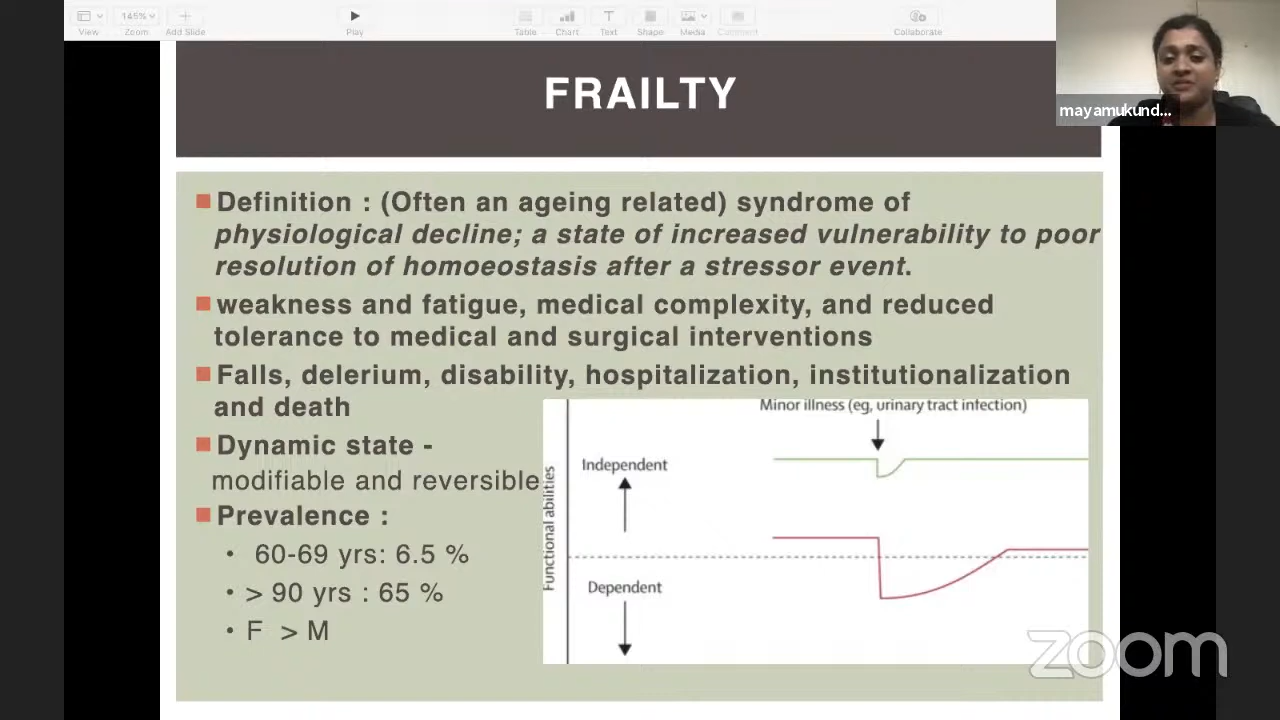 145%
View
Zoom
Add Slide
Play
Table
Chart
Text
Shape
Media
Comment
Collaborate
mayamukund...
FRAILTY
Definition : (Often an ageing related) syndrome of
physiological decline; a state of increased vulnerability to poor
resolution of homoeostasis after a stressor event.
weakness and fatigue, medical complexity, and reduced
tolerance to medical and surgical interventions
Falls, delerium, disability, hospitalization, institutionalization
and death
Dynamic state -
modifiable and reversible
Prevalence :
• 60-69 yrs: 6.5 %
• > 90 yrs : 65 %
• F > M
Minor illness (eg, urinary tract infection)
Independent
Functional abilities
Dependent
zoom